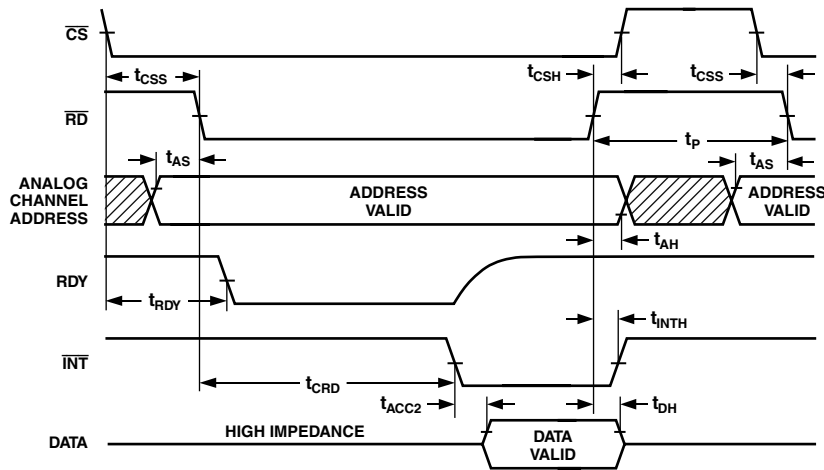 CS
tCSS
tCSH
tCSS
RD
tAS
tP
tAS
ANALOG
CHANNEL
ADDRESS
ADDRESS
VALID
ADDRESS
VALID
tAH
RDY
tRDY
tINTH
INT
tCRD
tACC2
tDH
DATA
HIGH IMPEDANCE
DATA
VALID